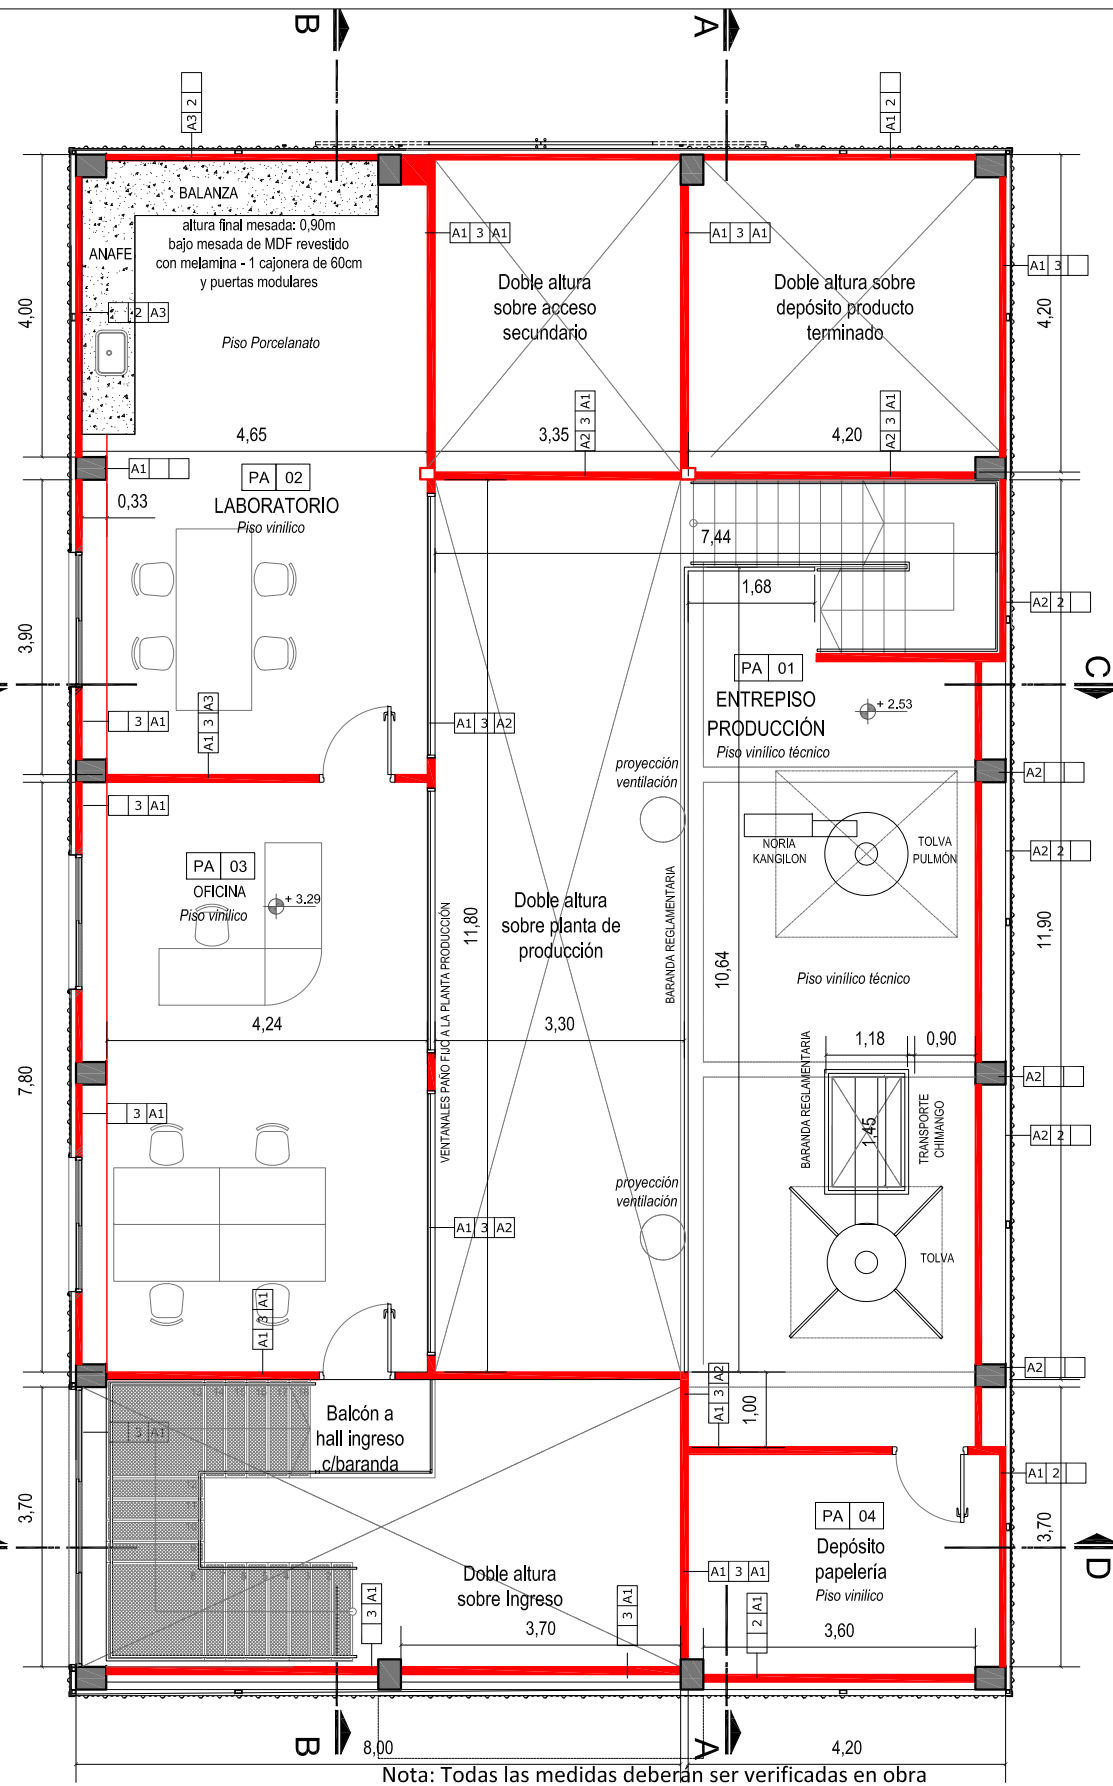 B
A
A3 2
A1 2
BALANZA
altura final mesada: 0,90m
bajo mesada de MDF revestido
con melamina - 1 cajonera de 60cm
y puertas modulares
ANAFE
2 A3
Piso Porcelanato
4,00
A1 3 A1
Doble altura
sobre acceso
secundario
A1 3 A1
Doble altura sobre
depósito producto
terminado
A1 3
4,20
4,65
3,35
A2 3 A1
4,20
A2 3 A1
A1
PA 02
LABORATORIO
Piso vinílico
0,33
7,44
1,68
A2 2
3,90
C
PA 01
ENTREPISO
PRODUCCIÓN
Piso vinílico técnico
+ 2.53
3 A1
A1 3 A3
A1 3 A2
proyección
ventilación
A2
3 A1
NORIA
KANGILON
TOLVA
PULMÓN
A2 2
PA 03
OFICINA
Piso vinílico
+ 3.29
VENTANALES PAÑO FIJO A LA PLANTA PRODUCCIÓN
11,80
Doble altura
sobre planta de
producción
BARANDA REGLAMENTARIA
10,64
Piso vinílico técnico
11,90
4,24
3,30
1,18
0,90
7,80
BARANDA REGLAMENTARIA
1,45
TRANSPORTE
CHIMANGO
A2
3 A1
A2 2
proyección
ventilación
A1 3 A2
TOLVA
A1 3 A1
A2
A1 3 A2
1,00
3 A1
Balcón a
hall ingreso
c/baranda
A1 2
3,70
PA 04
Depósito
papelería
Piso vinílico
3,70
D
Doble altura
sobre Ingreso
A1 3 A1
3 A1
3,70
3 A1
2 A1
3,60
B
8,00
A
4,20
Nota: Todas las medidas deberán ser verificadas en obra